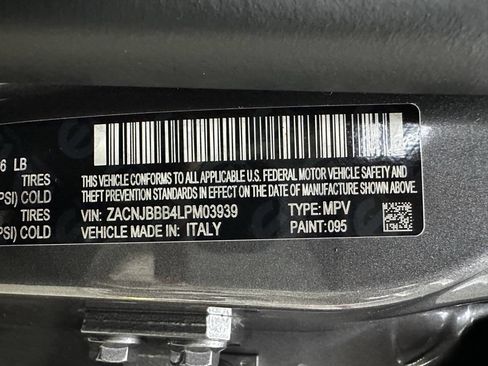 6 LB
TIRES
PSI) COLD
TIRES
PSI) COLD
THIS VEHICLE CONFORMS TO ALL APPLICABLE
U.S. FEDERAL MOTOR VEHICLE SAFETY AND
THEFT PREVENTION STANDARDS IN EFFECT ON THE DATE OF MANUFACTURE
VIN: ZACNJBBB4LPM03939 TYPE: MPV
VEHICLE MADE IN: ITALY PAINT: 095